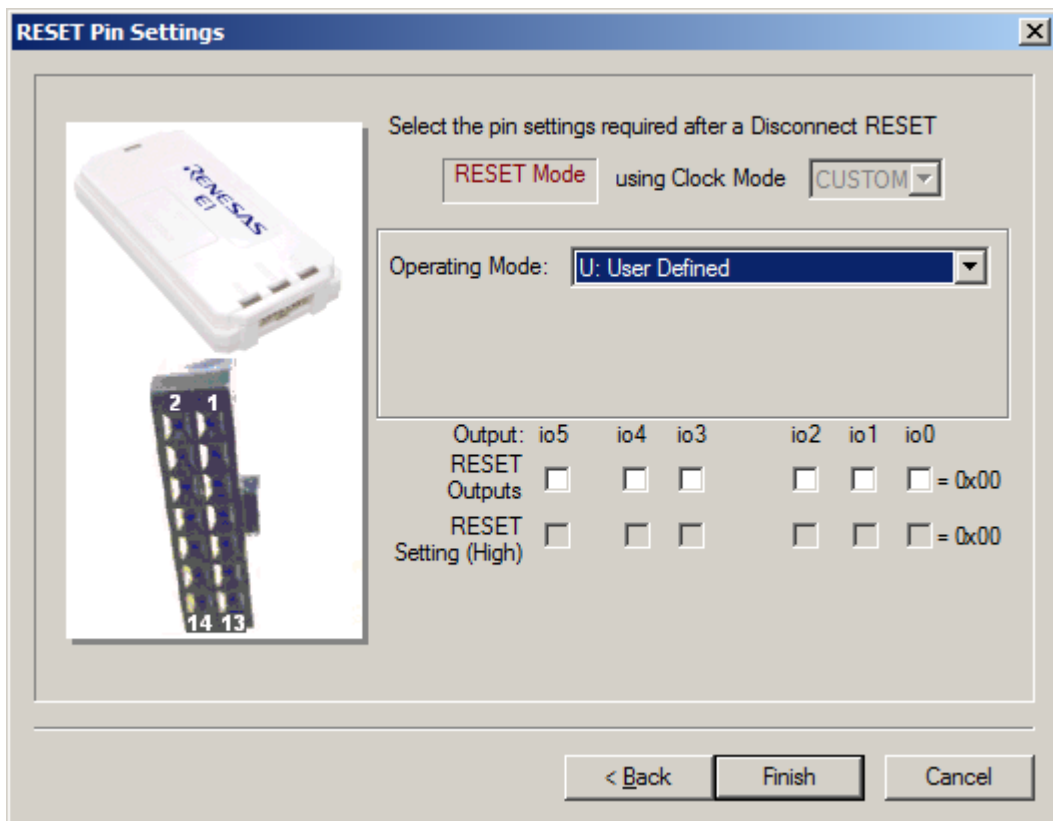 RESET Pin Settings
Select the pin settings required after a Disconnect RESET
RESET Mode using Clock Mode CUSTOM
RENESAS
E1
Operating Mode: U: User Defined
2 1
14 13
Output: io5 io4 io3 io2 io1 io0
RESET
Outputs = 0x00
RESET
Setting (High) = 0x00
< Back Finish Cancel